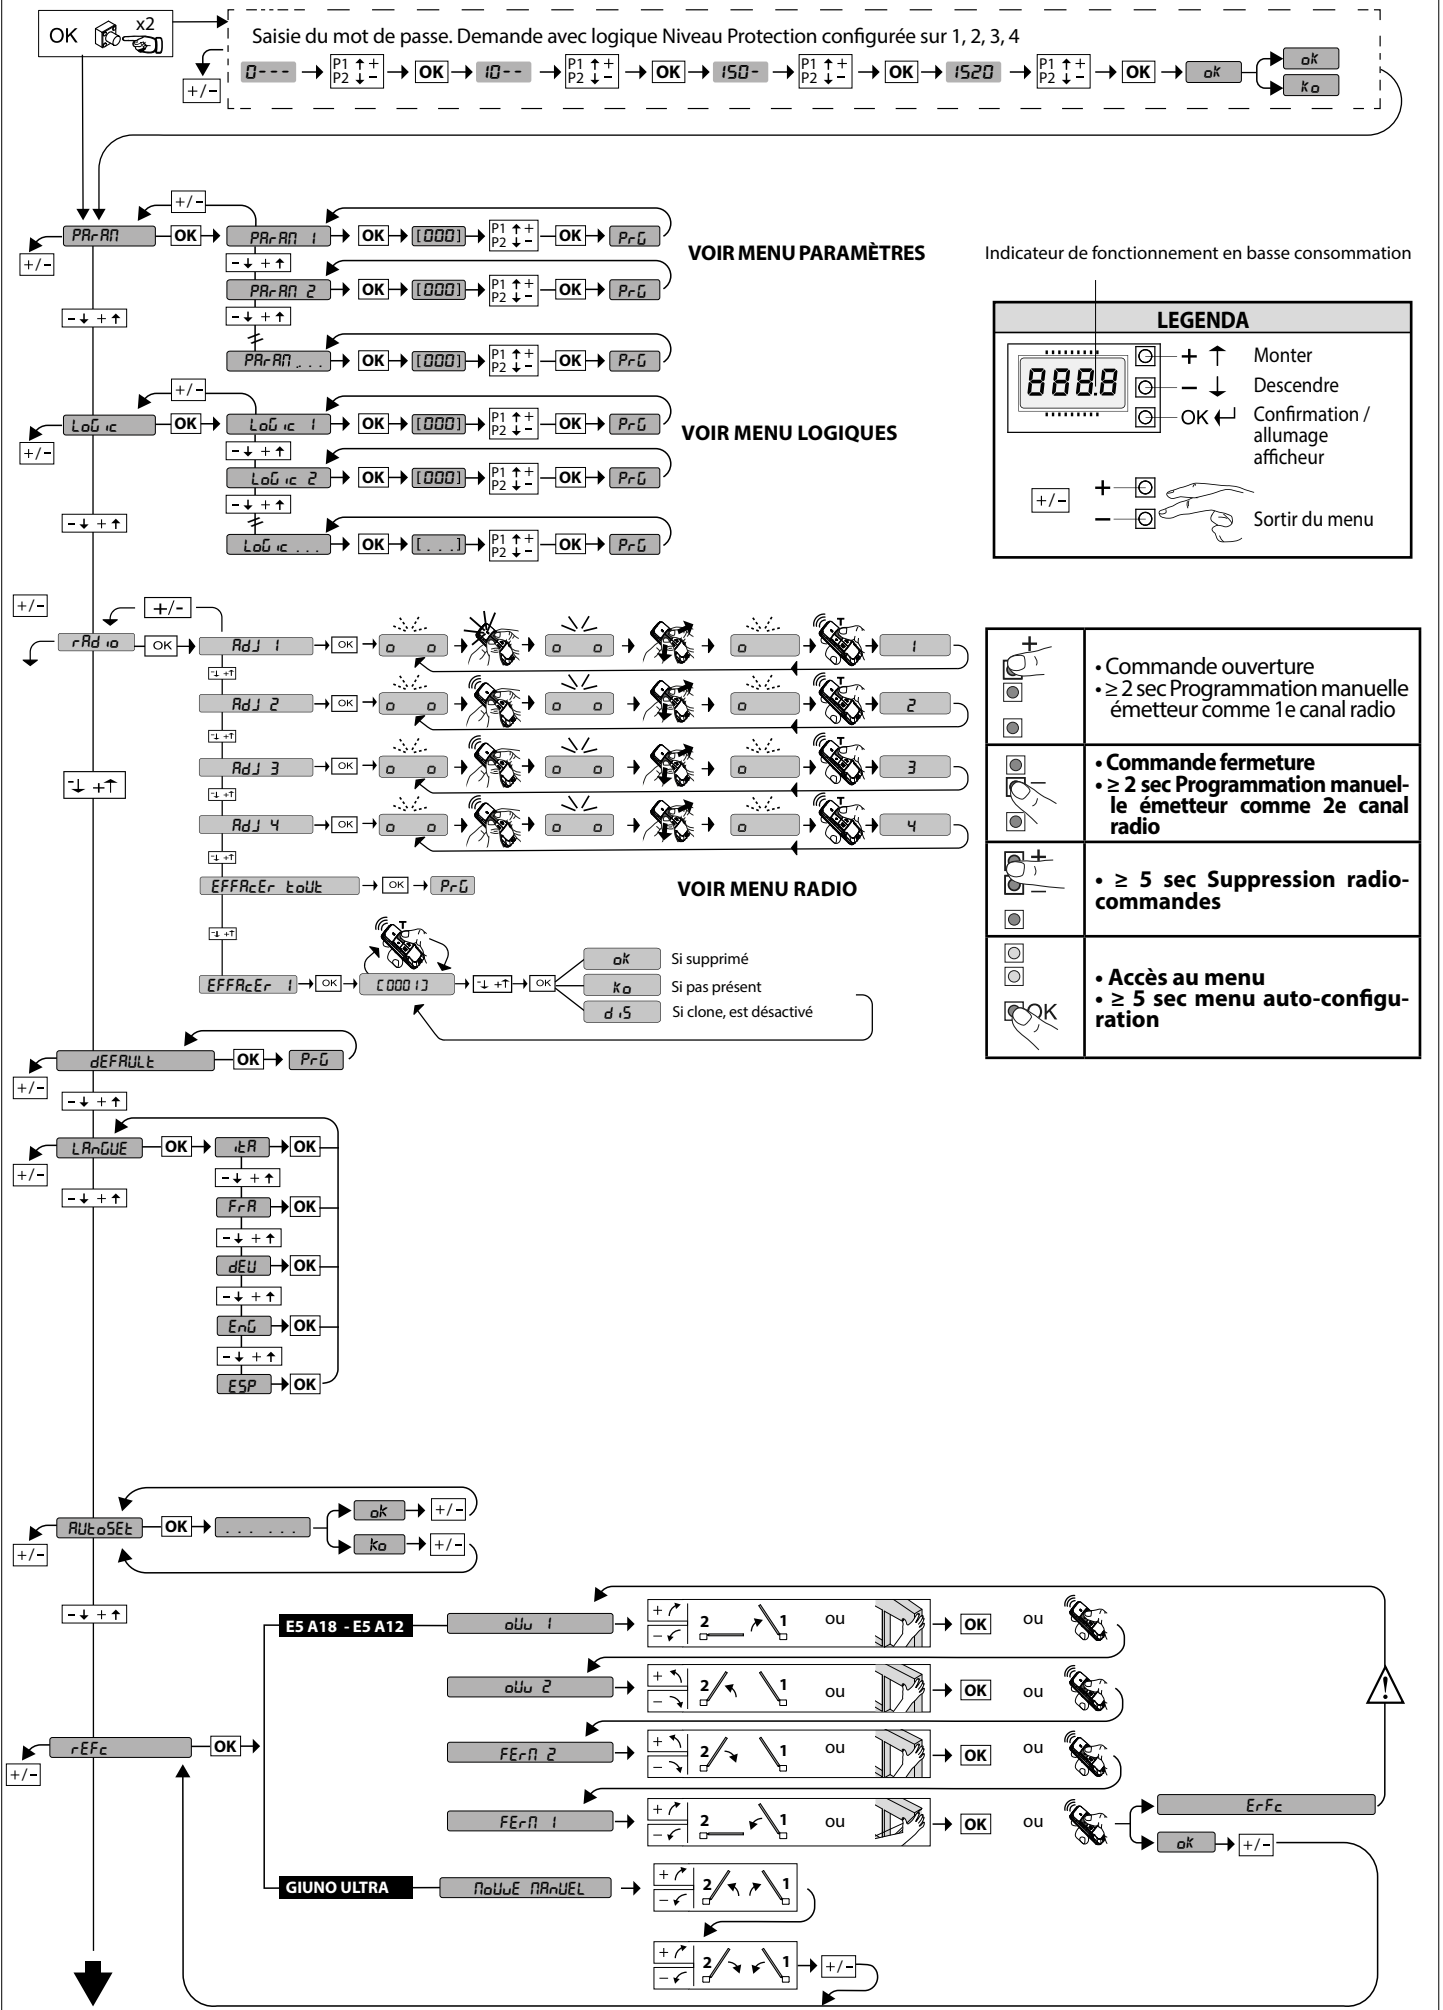 OK x2
Saisie du mot de passe. Demande avec logique Niveau Protection configurée sur 1, 2, 3, 4
0--- P1 ↑ + P2 ↓ − OK 10-- P1 ↑ + P2 ↓ − OK 150- P1 ↑ + P2 ↓ − OK 1520 P1 ↑ + P2 ↓ − OK ok ok
ko
+/-
+/-
PArAM OK PArAM 1 OK [000] P1 ↑ + P2 ↓ − OK PrG
+/-
VOIR MENU PARAMÈTRES
- ↓ + ↑
PArAM 2 OK [000] P1 ↑ + P2 ↓ − OK PrG
- ↓ + ↑
- ↓ + ↑
PArAM ... OK [000] P1 ↑ + P2 ↓ − OK PrG
Indicateur de fonctionnement en basse consommation
LEGENDA
8888
+ ↑ Monter
− ↓ Descendre
OK ↵ Confirmation /
allumage
afficheur
+/- + −
Sortir du menu
+/-
LoGic OK LoGic 1 OK [000] P1 ↑ + P2 ↓ − OK PrG
+/-
VOIR MENU LOGIQUES
- ↓ + ↑
LoGic 2 OK [000] P1 ↑ + P2 ↓ − OK PrG
- ↓ + ↑
- ↓ + ↑
LoGic ... OK [...] P1 ↑ + P2 ↓ − OK PrG
+/- +/-
rAdio OK AdJ 1 OK o o o o o T 1
-↓ +↑
AdJ 2 OK o o o o o T 2
-↓ +↑
AdJ 3 OK o o o o o T 3
-↓ +↑
-↓ +↑
AdJ 4 OK o o o o o T 4
-↓ +↑
EFFAcEr toUt OK PrG
VOIR MENU RADIO
-↓ +↑
T
EFFAcEr 1 OK [0001] -↓ +↑ OK
ok Si supprimé
ko Si pas présent
diS Si clone, est désactivé
+
• Commande ouverture
• ≥ 2 sec Programmation manuelle
émetteur comme 1e canal radio
−
• Commande fermeture
• ≥ 2 sec Programmation manuel-
le émetteur comme 2e canal
radio
+
−
• ≥ 5 sec Suppression radio-
commandes
OK
• Accès au menu
• ≥ 5 sec menu auto-configu-
ration
dEFAULt OK PrG
+/-
- ↓ + ↑
LAnGUE OK itA OK
+/-
- ↓ + ↑
- ↓ + ↑
FrA OK
- ↓ + ↑
dEU OK
- ↓ + ↑
EnG OK
- ↓ + ↑
ESP OK
AUtoSEt OK . . . . . . ok +/-
ko +/-
+/-
- ↓ + ↑
E5 A18 - E5 A12 oUv 1 + − 2 1 ou OK ou
oUv 2 + − 2 1 ou OK ou
rEFc OK
+/-
FErM 2 + − 2 1 ou OK ou
FErM 1 + − 2 1 ou OK ou
ErFc
ok +/-
!
GIUNO ULTRA MoUvE MAnUEL + − 2 1
+ − 2 1 +/-